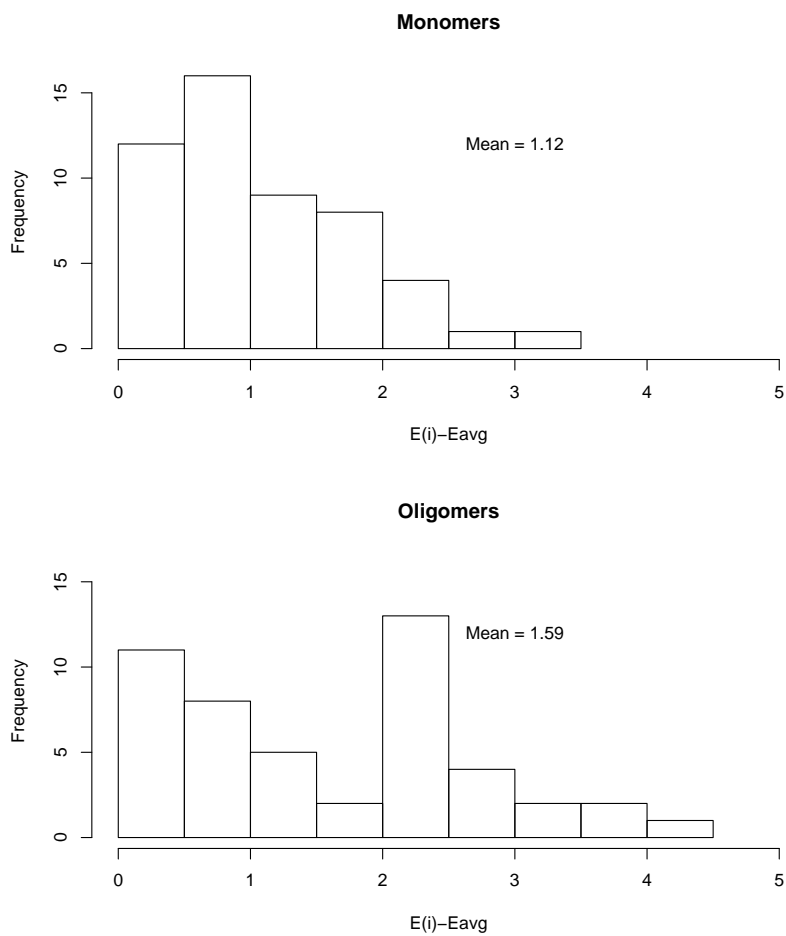 Monomers
15
10
5
0
Frequency
Mean = 1.12
0 1 2 3 4 5
E(i)−Eavg
Oligomers
15
10
5
0
Frequency
Mean = 1.59
0 1 2 3 4 5
E(i)−Eavg